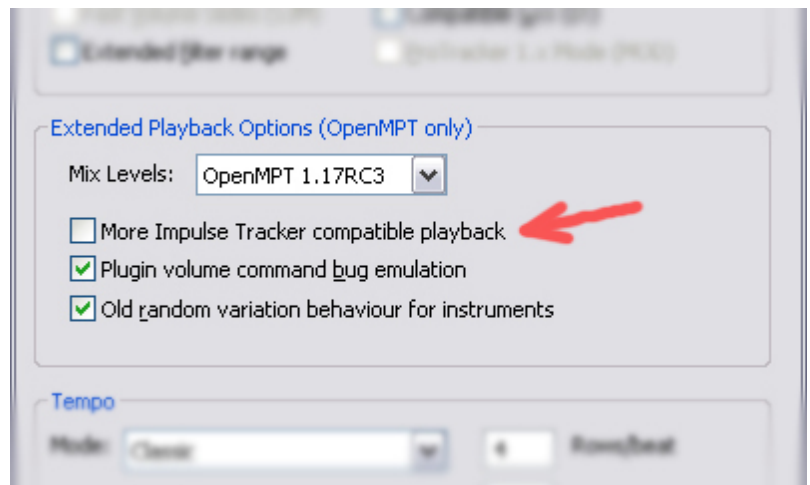 Extended filter range
Extended Playback Options (OpenMPT only)
Mix Levels: OpenMPT 1.17RC3
More Impulse Tracker compatible playback
Plugin volume command bug emulation
Old random variation behaviour for instruments
Tempo
Mode: Classic 4 Rows/beat